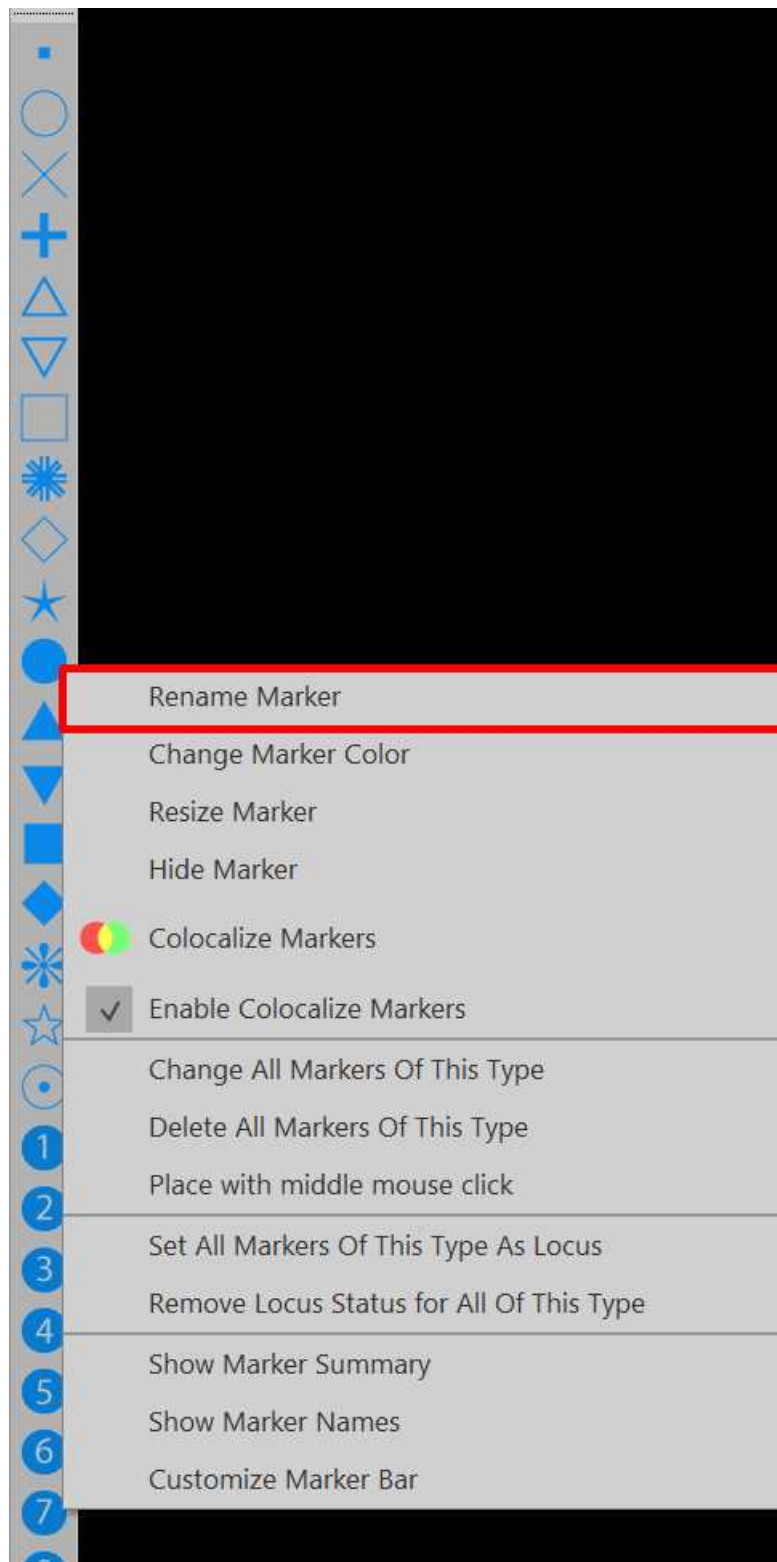 Rename Marker
Change Marker Color
Resize Marker
Hide Marker
Colocalize Markers
Enable Colocalize Markers
Change All Markers Of This Type
Delete All Markers Of This Type
Place with middle mouse click
Set All Markers Of This Type As Locus
Remove Locus Status for All Of This Type
Show Marker Summary
Show Marker Names
Customize Marker Bar
1
2
3
4
5
6
7